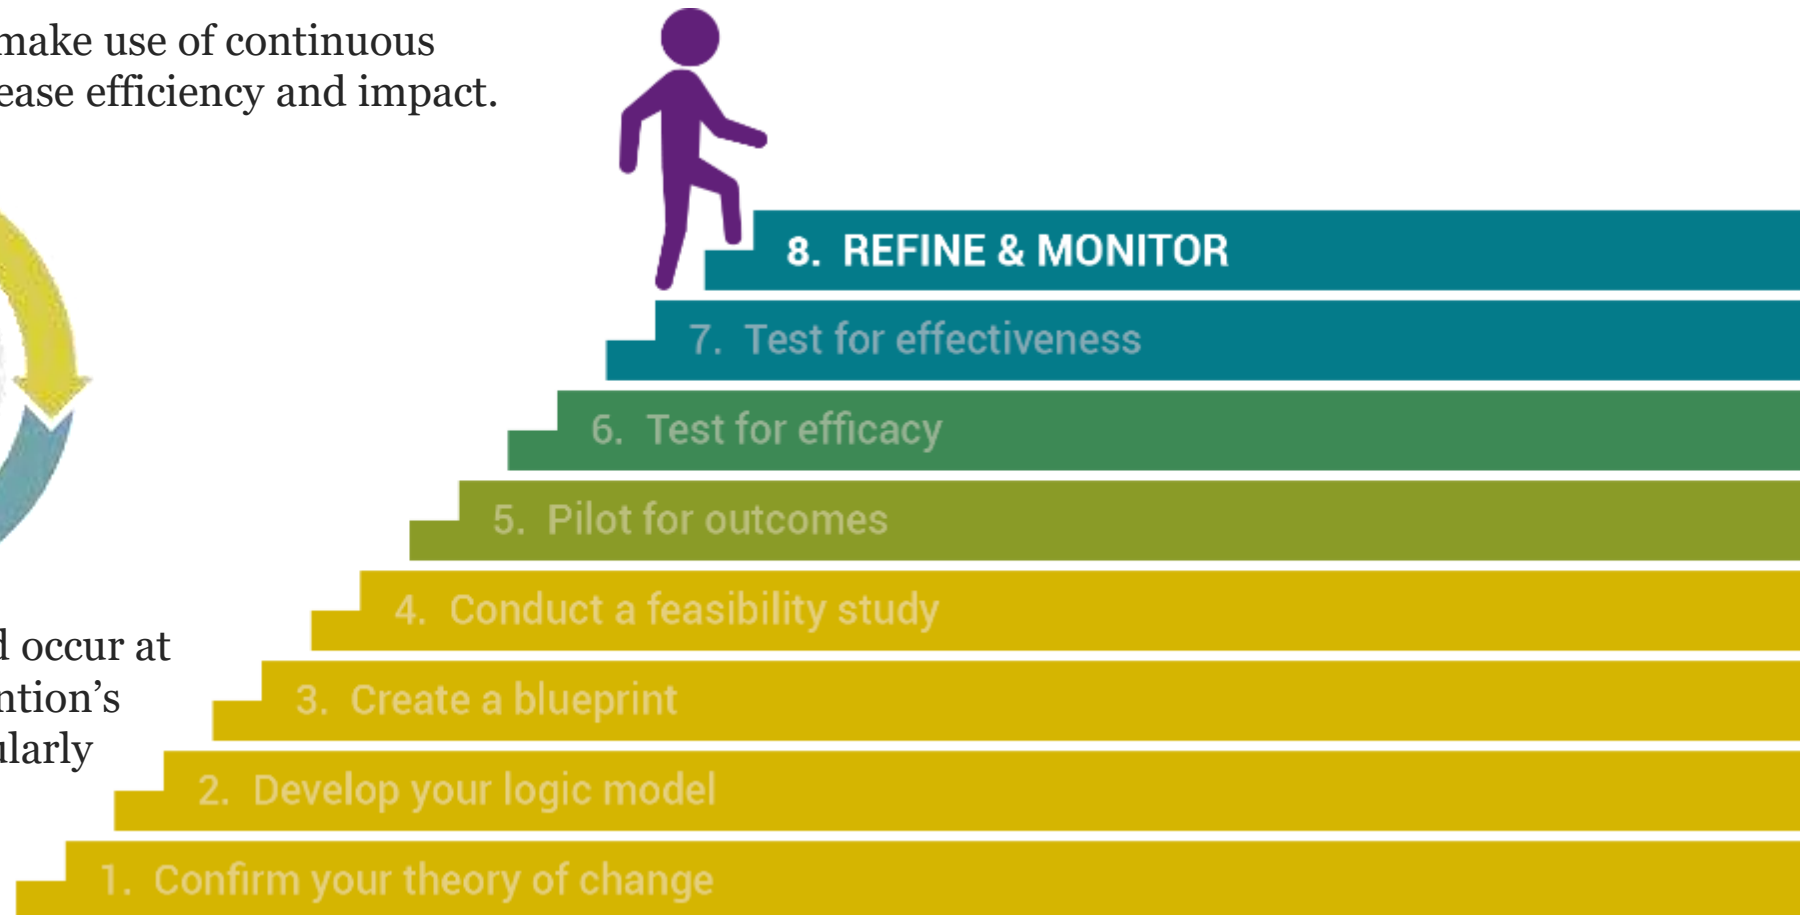 make use of continuous
ease efficiency and impact.
8. REFINE & MONITOR
7. Test for effectiveness
6. Test for efficacy
5. Pilot for outcomes
4. Conduct a feasibility study
occur at
3. Create a blueprint
2. Develop your logic model
1. Confirm your theory of change